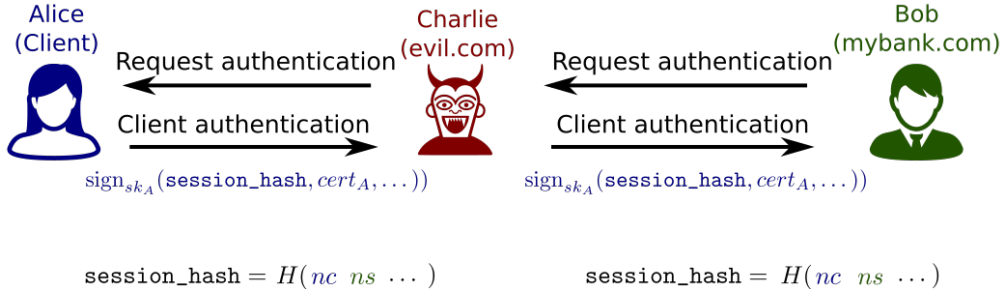 Alice
(Client)
Charlie
(evil.com)
Bob
(mybank.com)
Request authentication
Request authentication
Client authentication
Client authentication
sign_{sk_A}(session_hash, cert_A, ...))
sign_{sk_A}(session_hash, cert_A, ...))
session_hash = H( nc ns ... )
session_hash = H( nc ns ... )